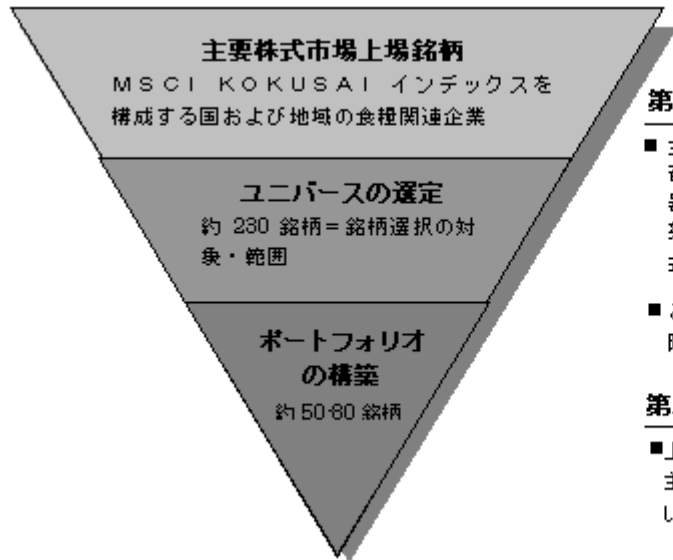 主要株式市場上場銘柄
ＭＳＣＩ ＫＯＫＵＳＡＩ インデックスを
構成する国および地域の食糧関連企業
ユニバースの選定
約 230 銘柄＝銘柄選択の対
象・範囲
ポートフォリオ
の構築
約 50-80 銘柄
第
■
■
第
■上
主
い